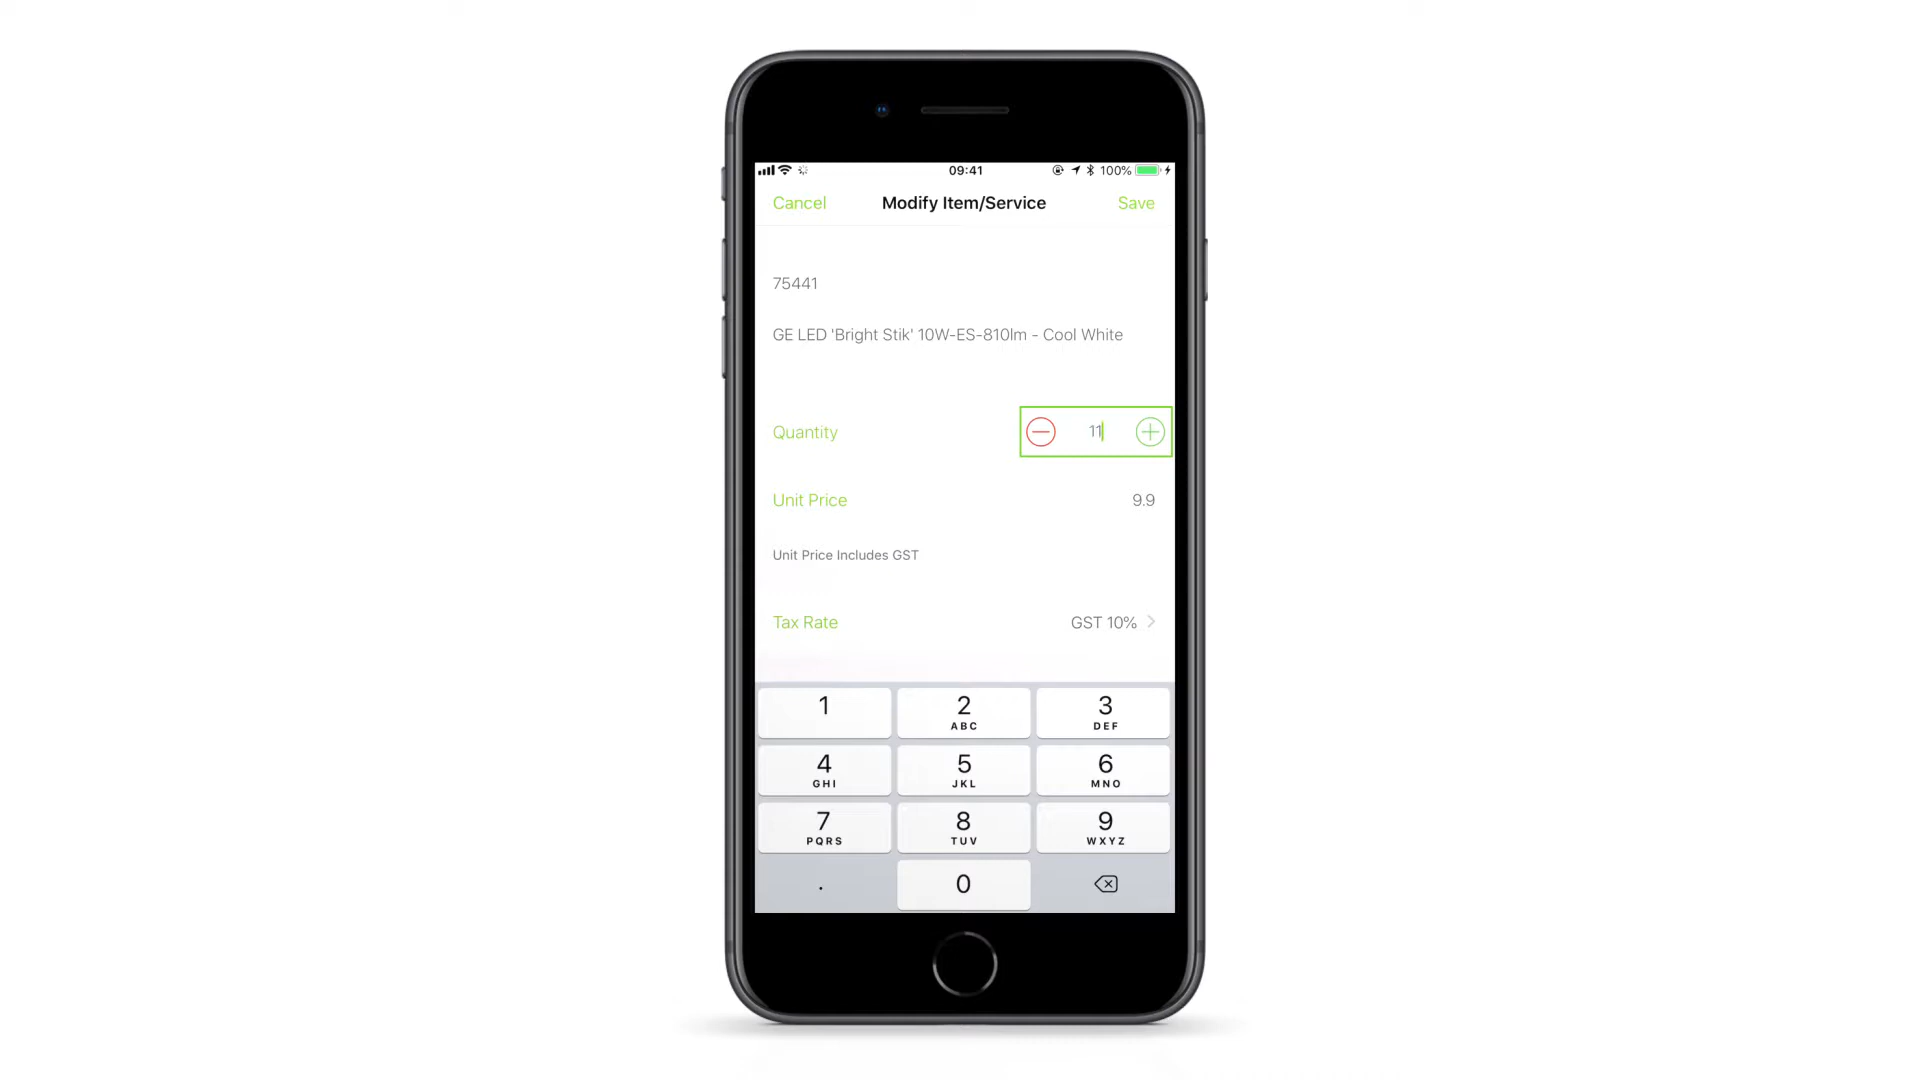 09:41 100%
Cancel Modify Item/Service Save
75441
GE LED 'Bright Stik' 10W-ES-810lm - Cool White
Quantity 11
Unit Price 9.9
Unit Price Includes GST
Tax Rate GST 10%
1 2 3
ABC DEF
4 5 6
GHI JKL MNO
7 8 9
PQRS TUV WXYZ
. 0